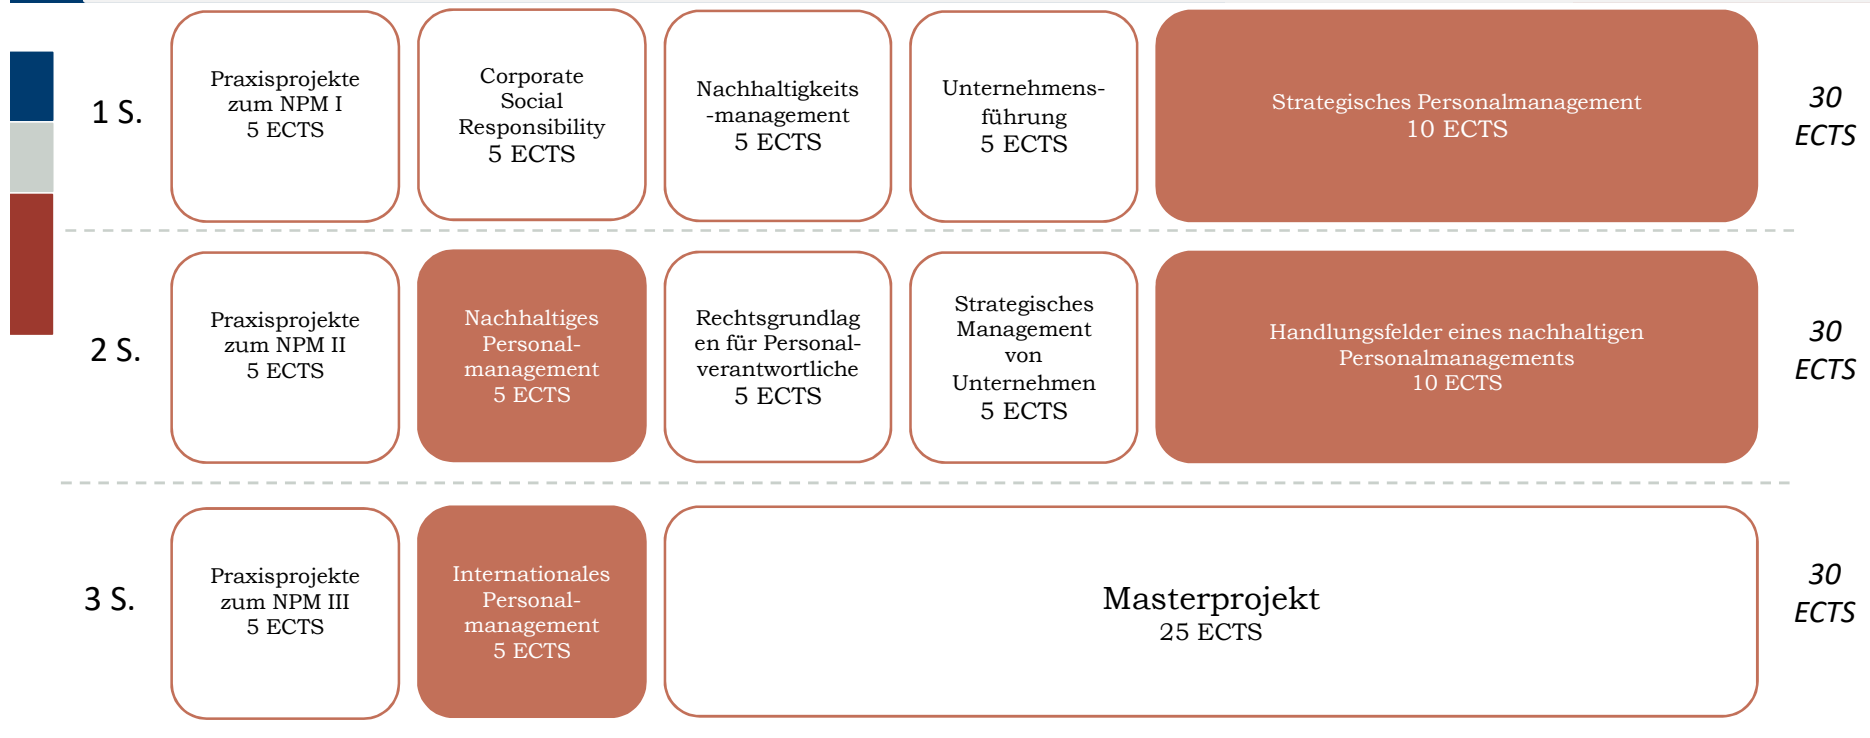 1 S.
Praxisprojekte
zum NPM I
5 ECTS
Corporate
Social
Responsibility
5 ECTS
Nachhaltigkeits
-management
5 ECTS
Unternehmens-
führung
5 ECTS
Strategisches Personalmanagement
10 ECTS
30
ECTS
2 S.
Praxisprojekte
zum NPM II
5 ECTS
Nachhaltiges
Personal-
management
5 ECTS
Rechtsgrundlag
en für Personal-
verantwortliche
5 ECTS
Strategisches
Management
von
Unternehmen
5 ECTS
Handlungsfelder eines nachhaltigen
Personalmanagements
10 ECTS
30
ECTS
3 S.
Praxisprojekte
zum NPM III
5 ECTS
Internationales
Personal-
management
5 ECTS
Masterprojekt
25 ECTS
30
ECTS